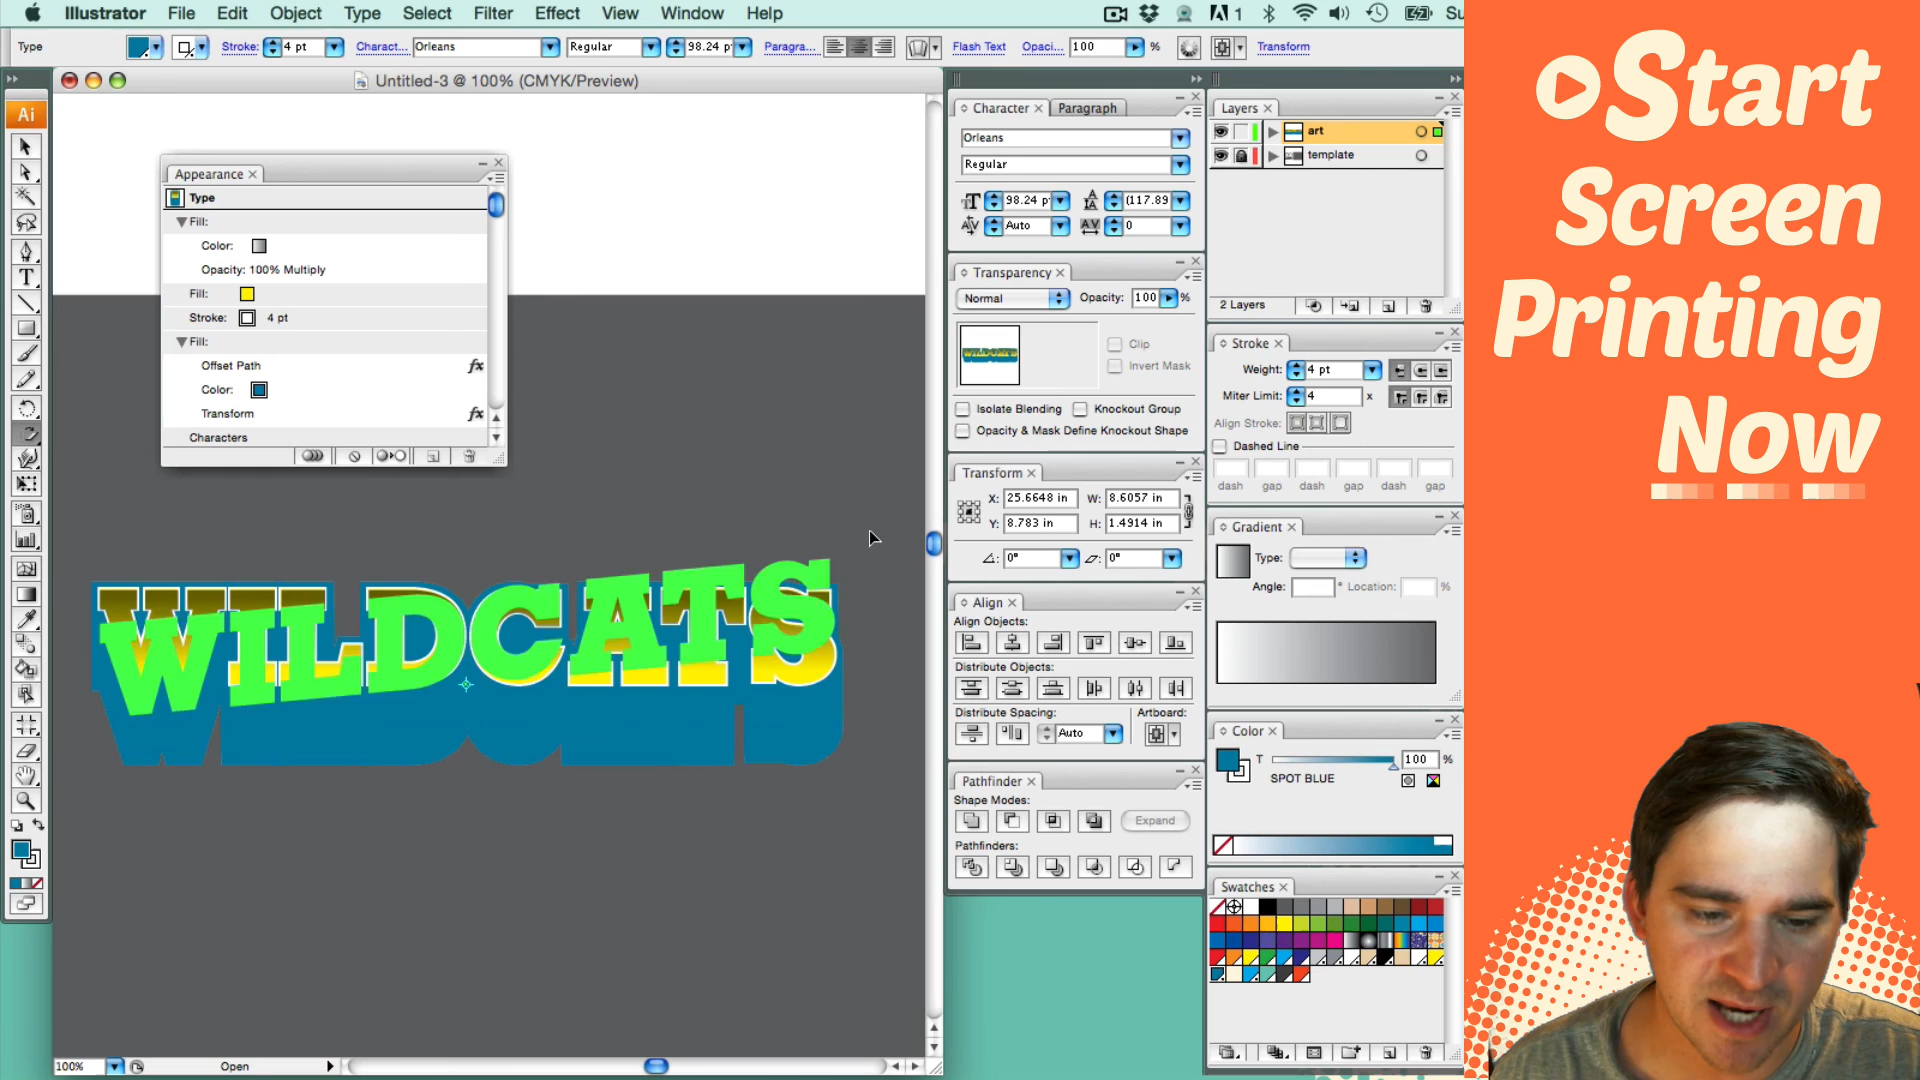 Illustrator File Edit Object Type Select Filter Effect View Window Help 1 Su
Type Stroke: 4 pt Charact... Orleans Regular 98.24 p Paragra... Flash Text Opaci... 100 % Transform
Untitled-3 @ 100% (CMYK/Preview)
Ai
Appearance
Type
Fill:
Color:
Opacity: 100% Multiply
Fill:
Stroke: 4 pt
Fill:
Offset Path fx
Color:
Transform fx
Characters
WILDCATS
100% Open
Character Paragraph
Orleans
Regular
98.24 p (117.89
Auto 0
Transparency
Normal Opacity: 100 %
Clip
Invert Mask
Isolate Blending Knockout Group
Opacity & Mask Define Knockout Shape
Transform
X: 25.6648 in W: 8.6057 in
Y: 8.783 in H: 1.4914 in
0° 0°
Align
Align Objects:
Distribute Objects:
Distribute Spacing: Artboard:
Auto
Pathfinder
Shape Modes:
Expand
Pathfinders:
Layers
art
template
2 Layers
Stroke
Weight: 4 pt
Miter Limit: 4 x
Align Stroke:
Dashed Line
dash gap dash gap dash gap
Gradient
Type:
Angle: ° Location: %
Color
T 100 %
SPOT BLUE
Swatches
Start
Screen
Printing
Now